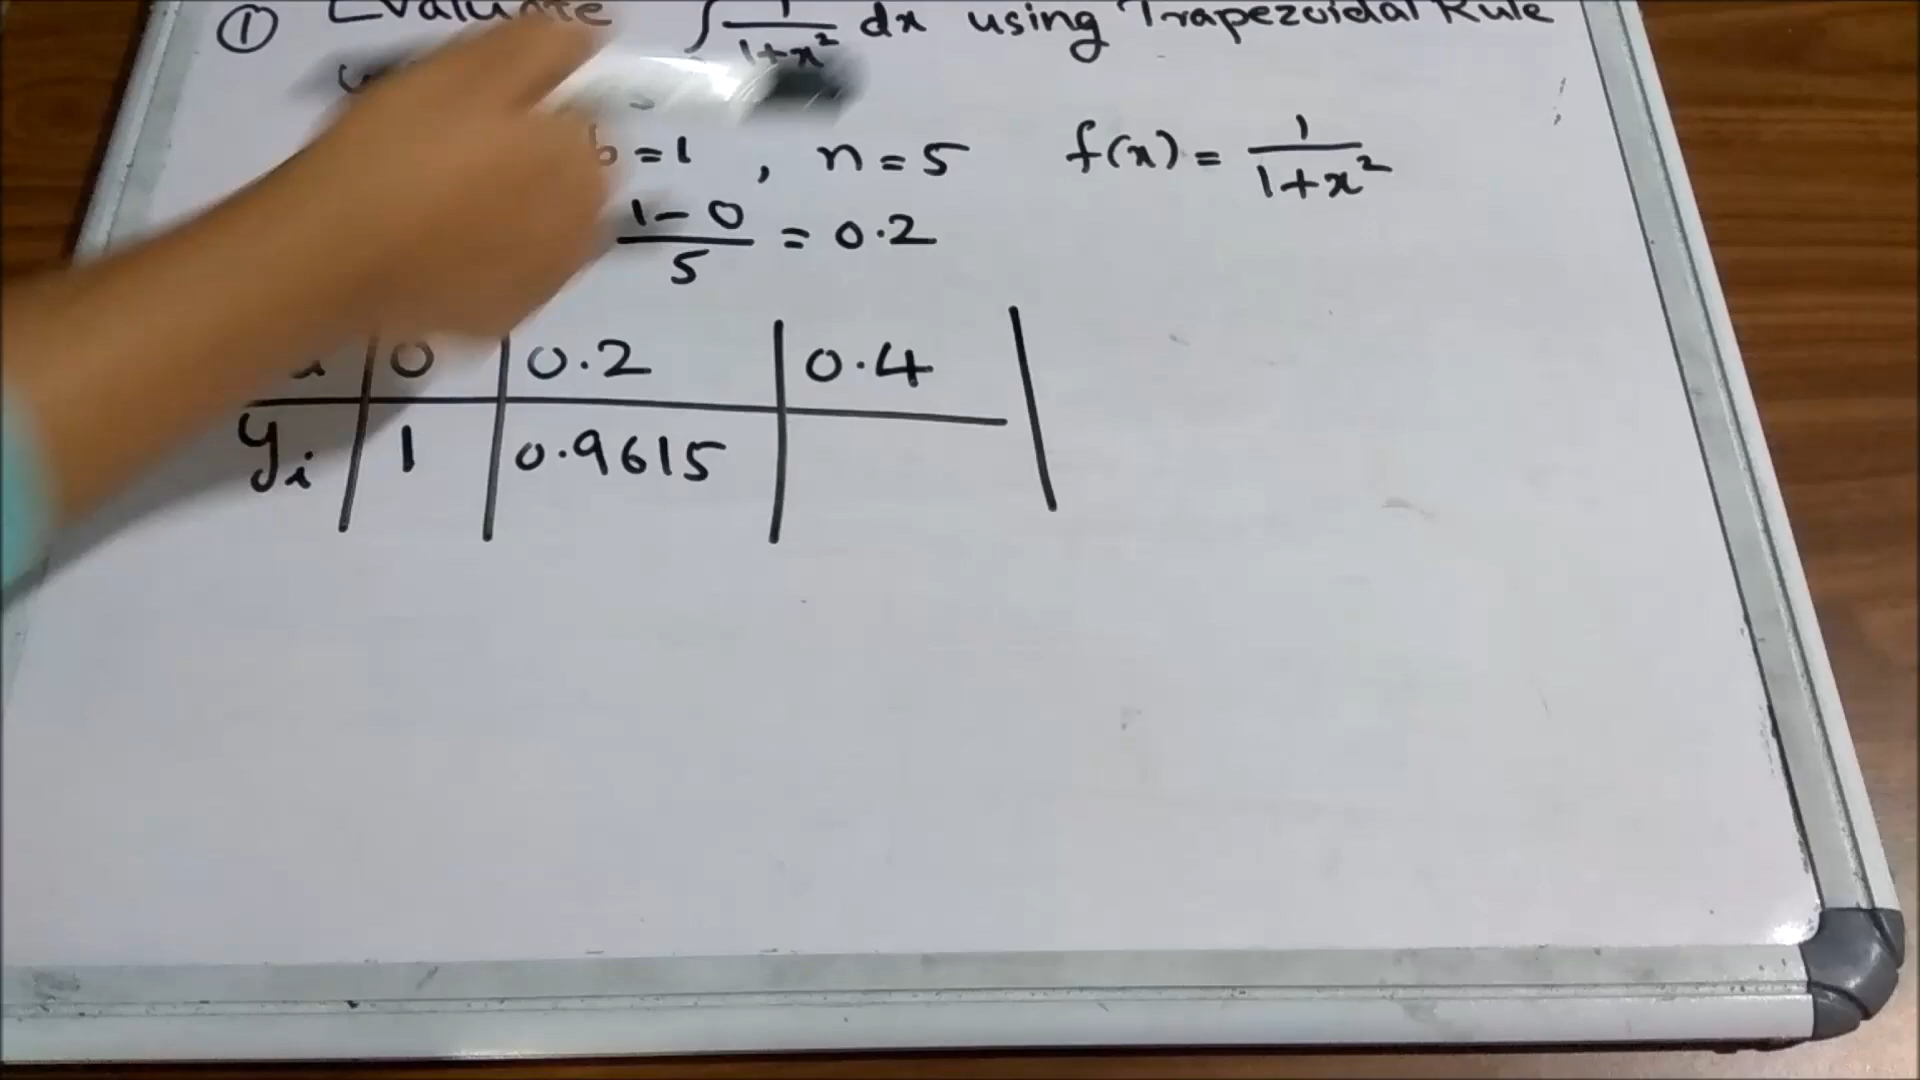 ① Evaluate ∫ 1/(1+x²) dx using Trapezoidal Rule
b = 1 , n = 5 f(x) = 1/(1+x²)
(1-0)/5 = 0.2
0 | 0.2 | 0.4
yi | 1 | 0.9615